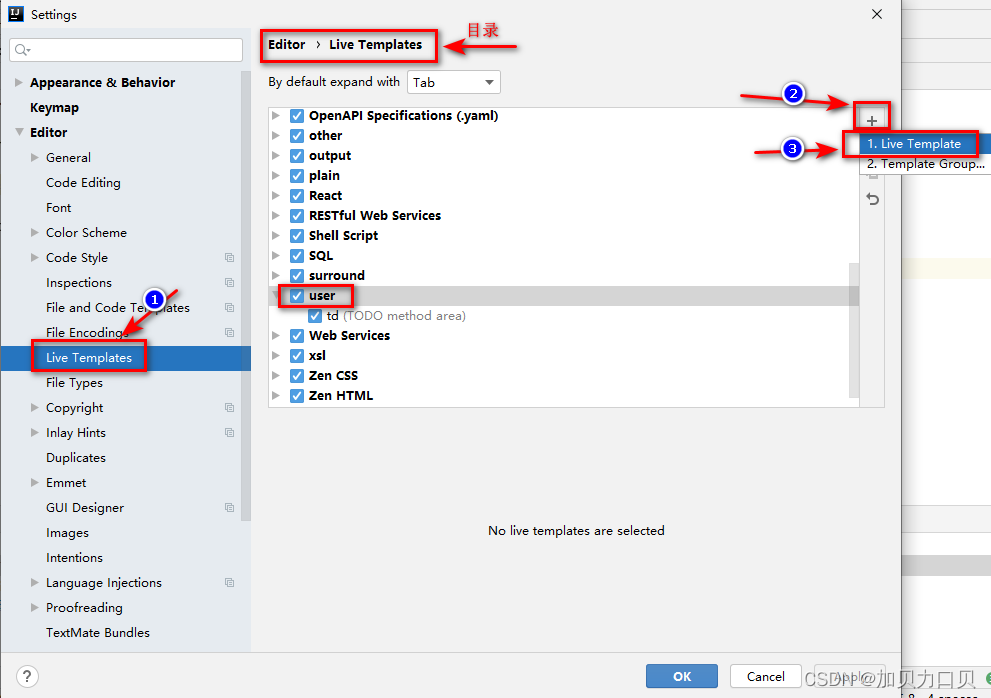 Settings
Appearance & Behavior
Keymap
Editor
General
Code Editing
Font
Color Scheme
Code Style
Inspections
File and Code Templates
File Encodings
Live Templates
File Types
Copyright
Inlay Hints
Duplicates
Emmet
GUI Designer
Images
Intentions
Language Injections
Proofreading
TextMate Bundles
1
Editor › Live Templates
目录
By default expand with Tab
OpenAPI Specifications (.yaml)
other
output
plain
React
RESTful Web Services
Shell Script
SQL
surround
user
td (TODO method area)
Web Services
xsl
Zen CSS
Zen HTML
2
+
3
1. Live Template
2. Template Group...
No live templates are selected
?
OK
Cancel
Apply
CSDN @加贝力口贝